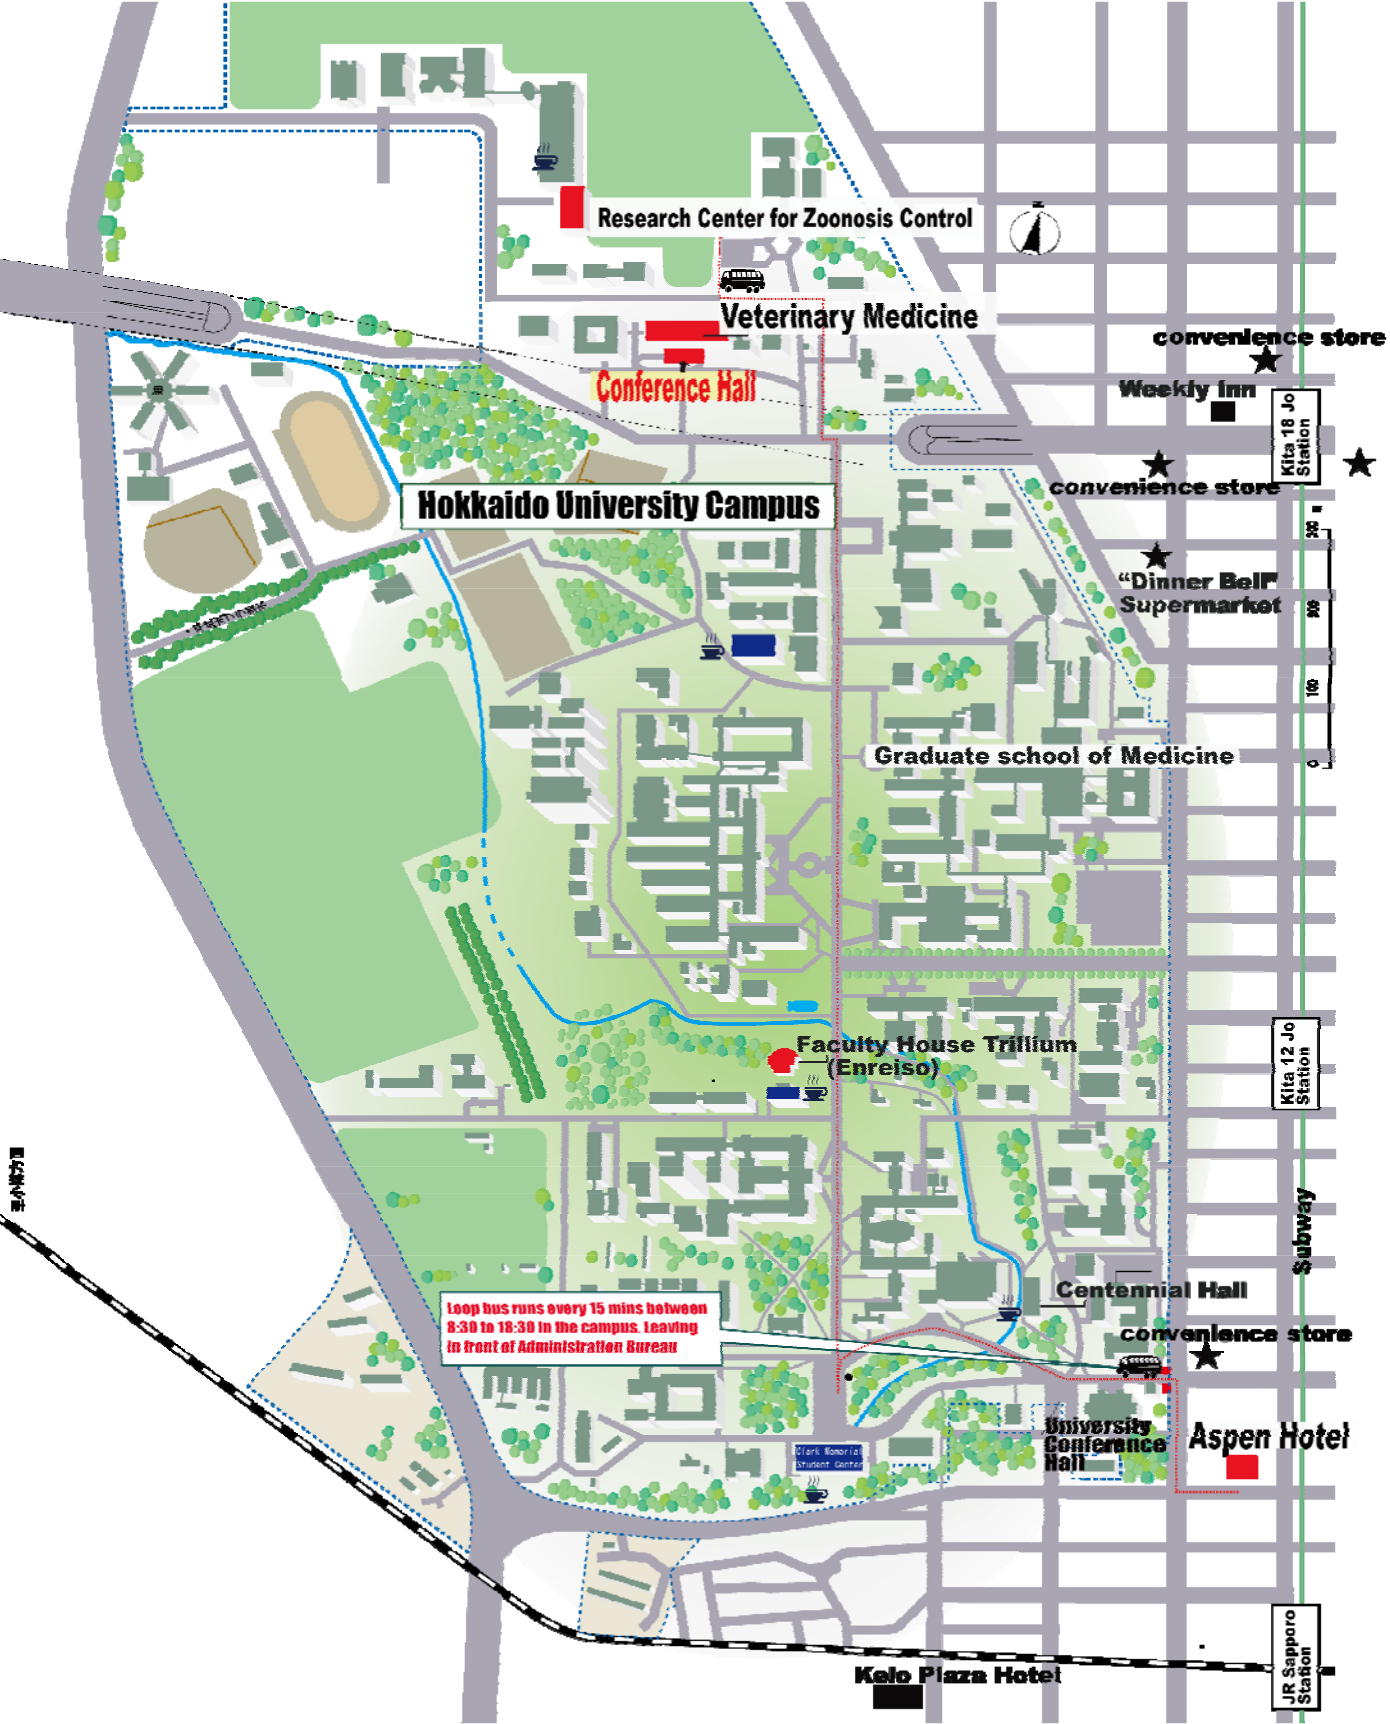 Research Center for Zoonosis Control
N
Veterinary Medicine
convenience store
Weekly Inn
Conference Hall
Kita 18 Jo
Station
convenience store
Hokkaido University Campus
"Dinner Bell"
Supermarket
300
200
100
0
Graduate school of Medicine
Faculty House Trillium
(Enreiso)
Kita 12 Jo
Station
Subway
Centennial Hall
Loop bus runs every 15 mins between
8:30 to 18:30 in the campus. Leaving
in front of Administration Bureau
convenience store
University
Conference
Hall
Aspen Hotel
Clark Memorial
Student Center
JR Sapporo
Station
Keio Plaza Hotel